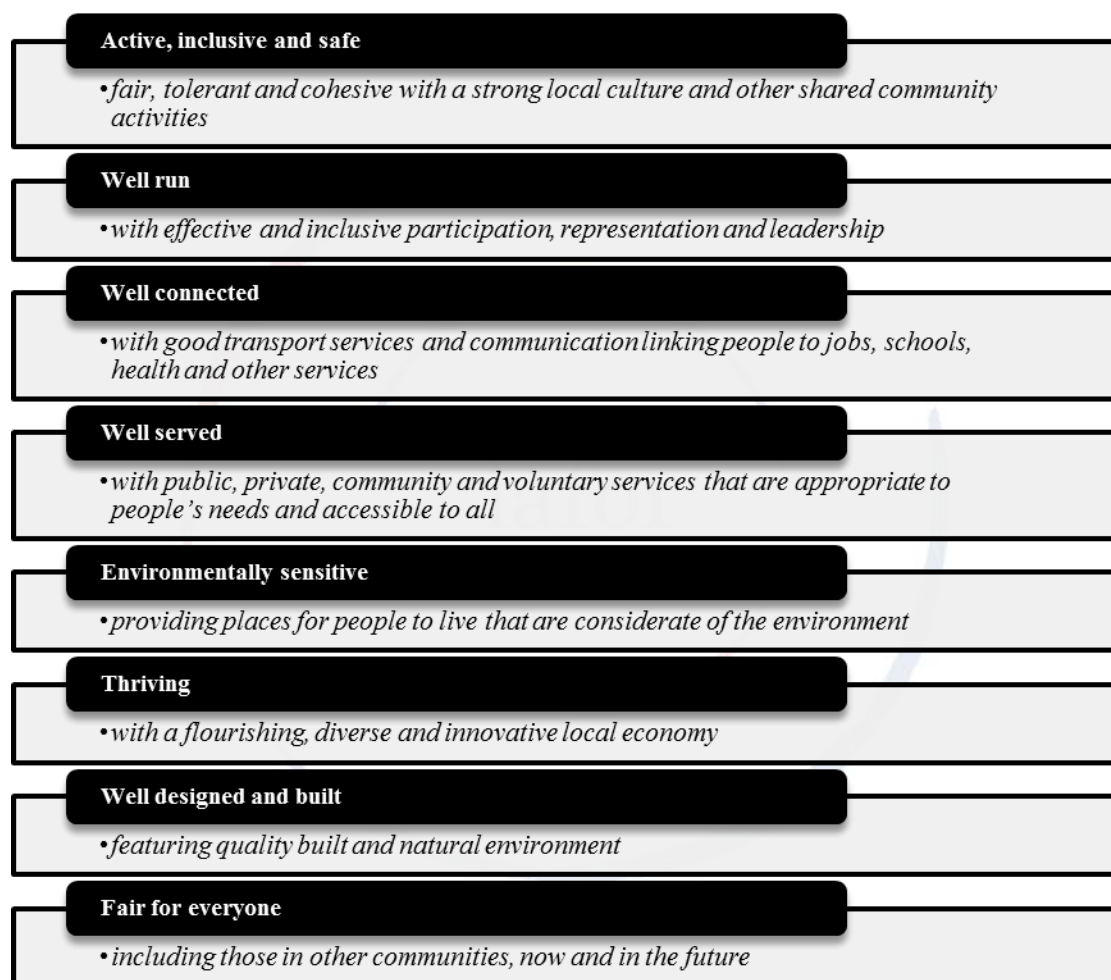 Active, inclusive and safe
•fair, tolerant and cohesive with a strong local culture and other shared community
activities
Well run
•with effective and inclusive participation, representation and leadership
Well connected
•with good transport services and communication linking people to jobs, schools,
health and other services
Well served
•with public, private, community and voluntary services that are appropriate to
people's needs and accessible to all
Environmentally sensitive
•providing places for people to live that are considerate of the environment
Thriving
•with a flourishing, diverse and innovative local economy
Well designed and built
•featuring quality built and natural environment
Fair for everyone
•including those in other communities, now and in the future